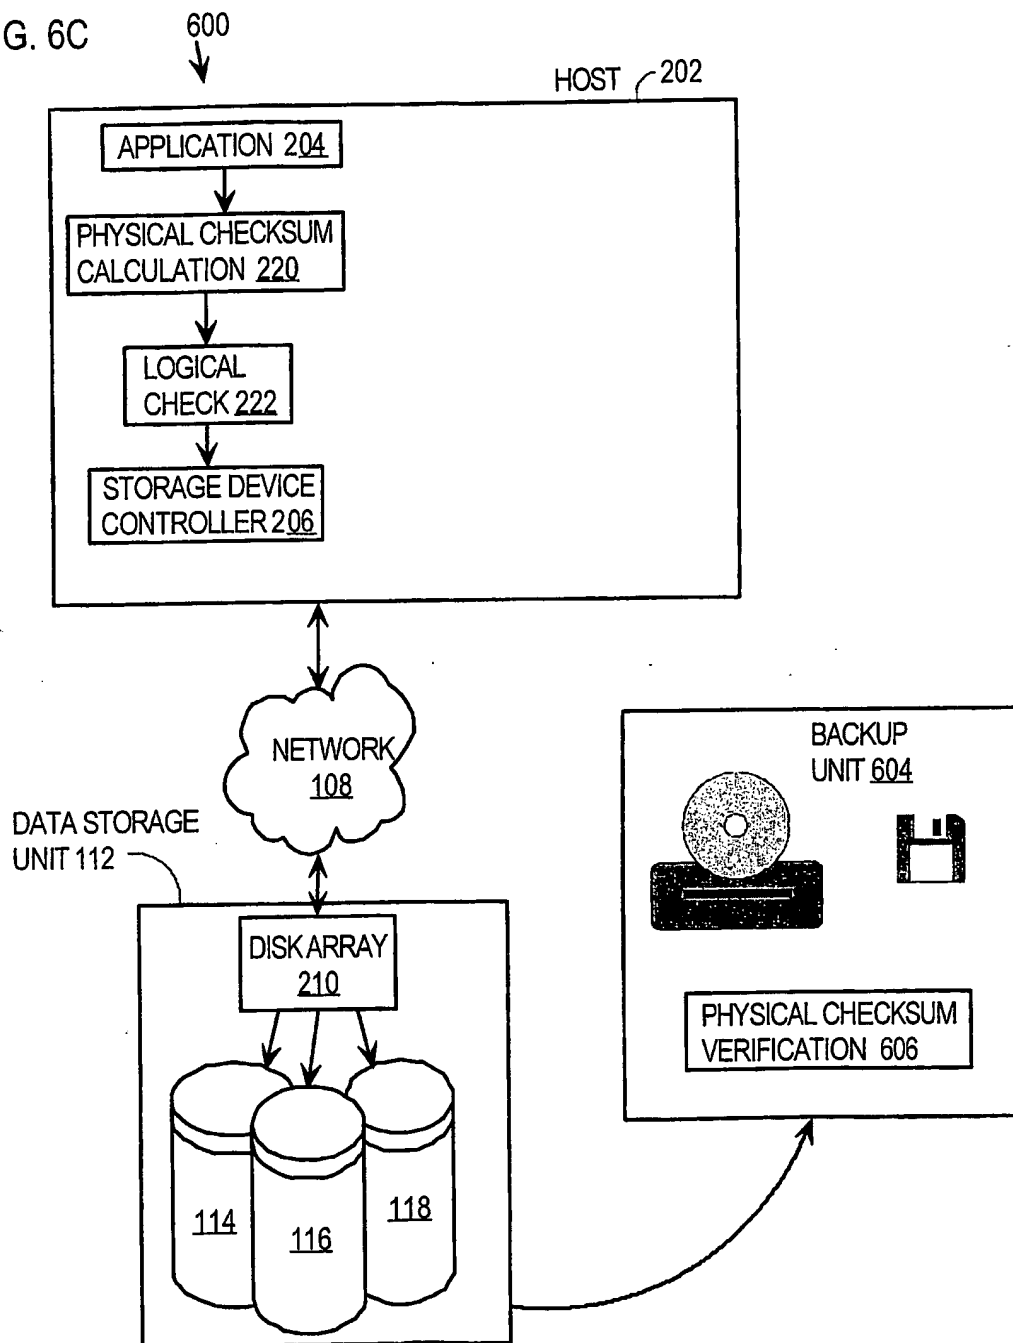 G. 6C
600
HOST 202
APPLICATION 204
PHYSICAL CHECKSUM
CALCULATION 220
LOGICAL
CHECK 222
STORAGE DEVICE
CONTROLLER 206
NETWORK
108
DATA STORAGE
UNIT 112
DISK ARRAY
210
114
116
118
BACKUP
UNIT 604
PHYSICAL CHECKSUM
VERIFICATION 606